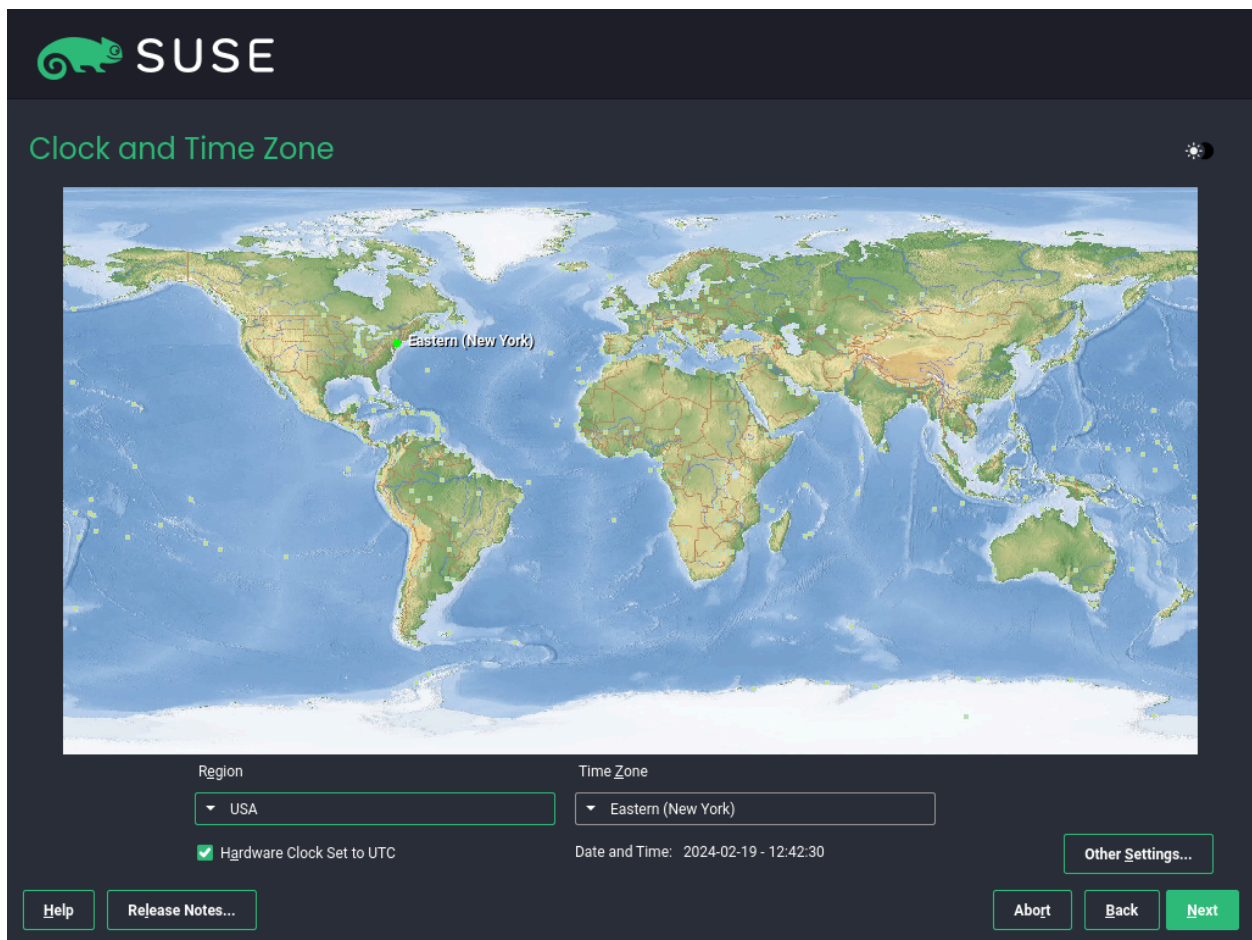 SUSE
Clock and Time Zone
Eastern (New York)
Region
Time Zone
USA
Eastern (New York)
Hardware Clock Set to UTC
Date and Time: 2024-02-19 - 12:42:30
Other Settings...
Help
Release Notes...
Abort
Back
Next